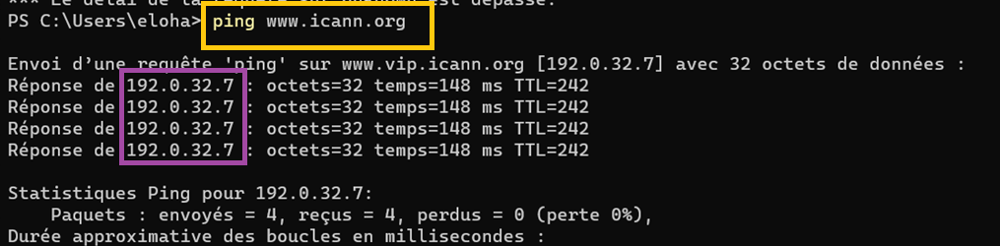 *** Le délai de la requête sur
PS C:\Users\eloha> ping www.icann.org
Envoi d’une requête 'ping' sur www.vip.icann.org [192.0.32.7] avec 32 octets de données :
Réponse de 192.0.32.7 : octets=32 temps=148 ms TTL=242
Réponse de 192.0.32.7 : octets=32 temps=148 ms TTL=242
Réponse de 192.0.32.7 : octets=32 temps=148 ms TTL=242
Réponse de 192.0.32.7 : octets=32 temps=148 ms TTL=242
Statistiques Ping pour 192.0.32.7:
Paquets : envoyés = 4, reçus = 4, perdus = 0 (perte 0%),
Durée approximative des boucles en millisecondes :